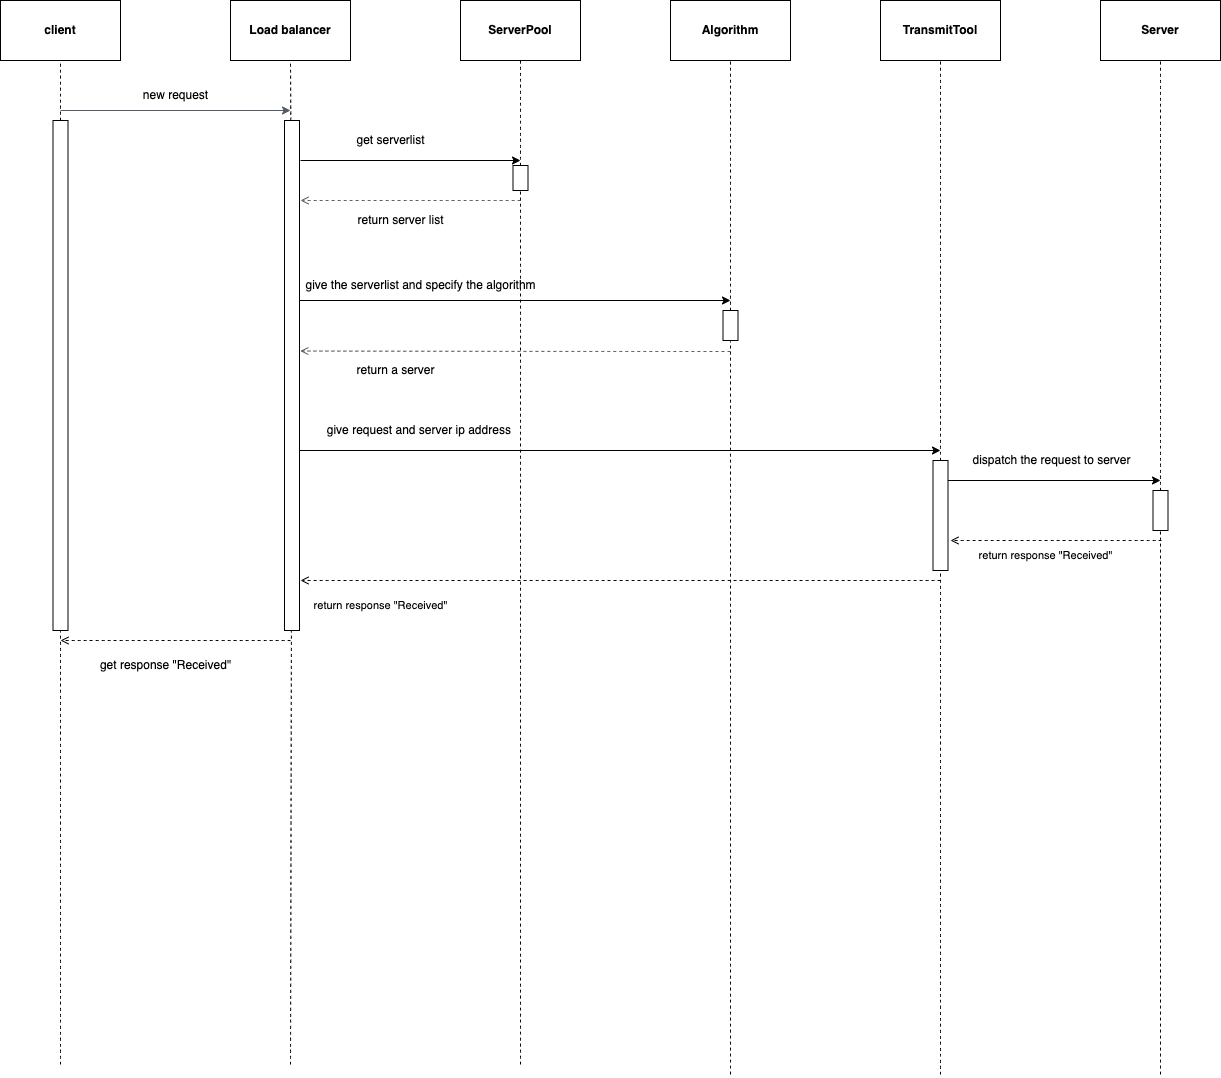 client
Load balancer
ServerPool
Algorithm
TransmitTool
Server
new request
get serverlist
return server list
give the serverlist and specify the algorithm
return a server
give request and server ip address
dispatch the request to server
return response "Received"
return response "Received"
get response "Received"